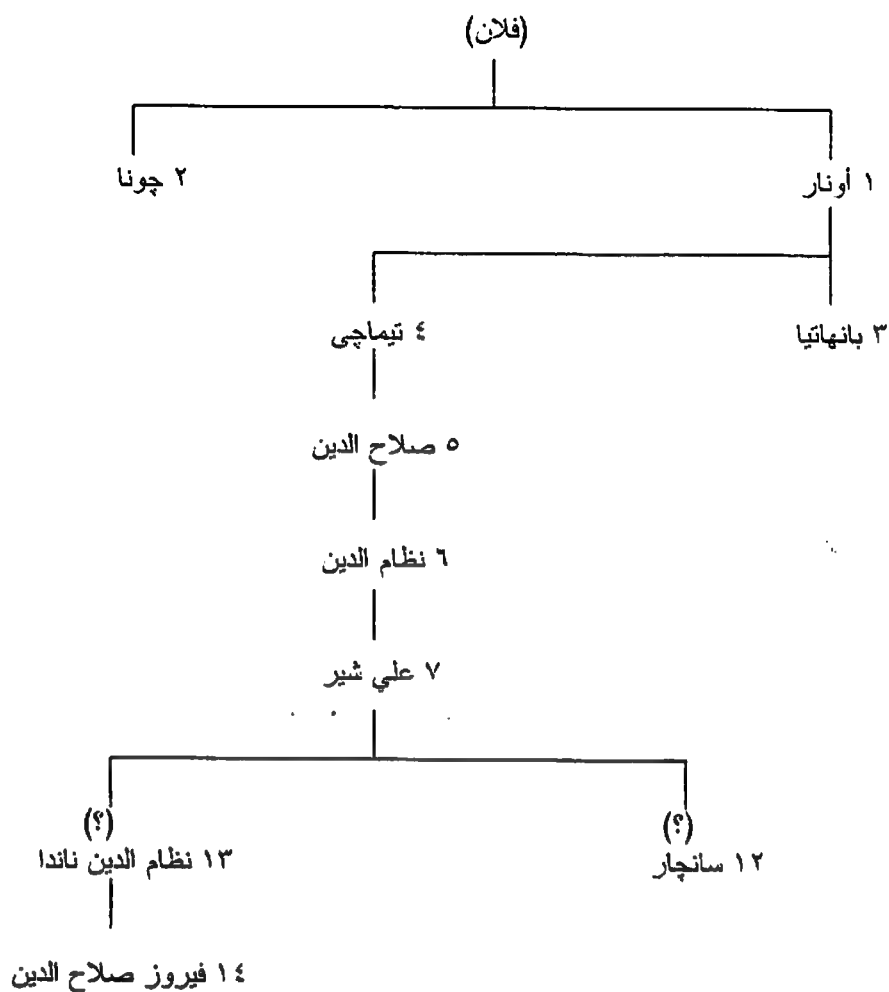 (فلان)
١ أونار
٢ چونا
٣ بانهاتيا
٤ تيماچى
٥ صلاح الدين
٦ نظام الدين
٧ علي شير
(؟)
١٢ سانچار
(؟)
١٣ نظام الدين ناندا
١٤ فيروز صلاح الدين